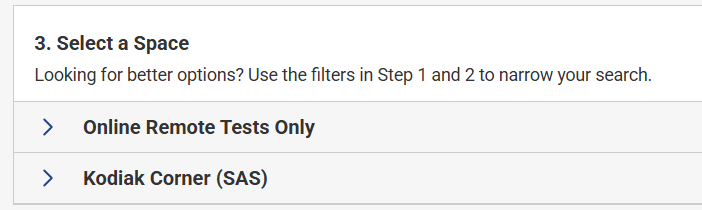 3. Select a Space
Looking for better options? Use the filters in Step 1 and 2 to narrow your search.
Online Remote Tests Only
Kodiak Corner (SAS)